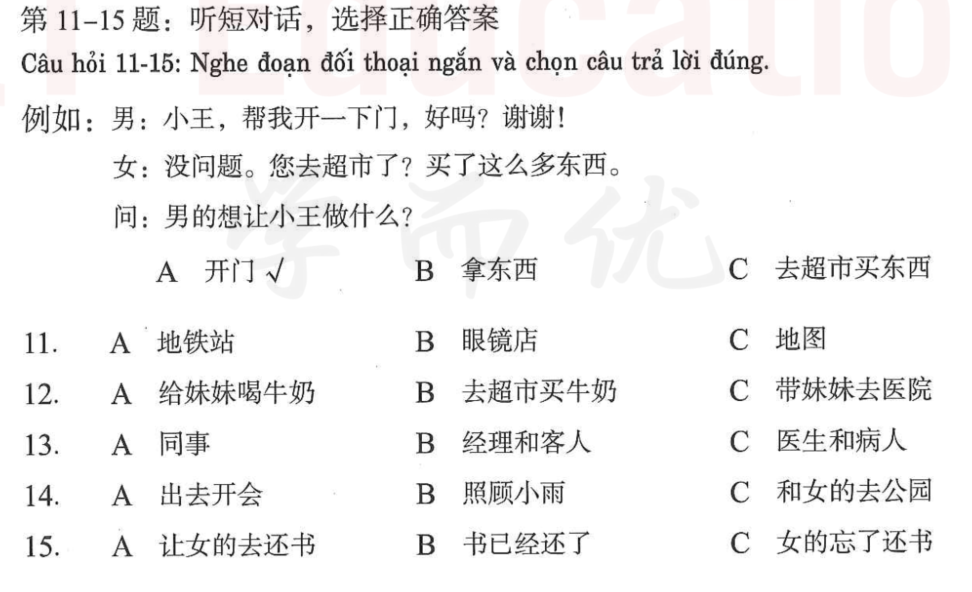 第 11-15 题：听短对话，选择正确答案
Câu hỏi 11-15: Nghe đoạn đối thoại ngắn và chọn câu trả lời đúng.
例如：男：小王，帮我开一下门，好吗？谢谢！
女：没问题。您去超市了？买了这么多东西。
问：男的想让小王做什么？
A 开门 √ B 拿东西 C 去超市买东西
11. A 地铁站 B 眼镜店 C 地图
12. A 给妹妹喝牛奶 B 去超市买牛奶 C 带妹妹去医院
13. A 同事 B 经理和客人 C 医生和病人
14. A 出去开会 B 照顾小雨 C 和女的去公园
15. A 让女的去还书 B 书已经还了 C 女的忘了还书
学而优